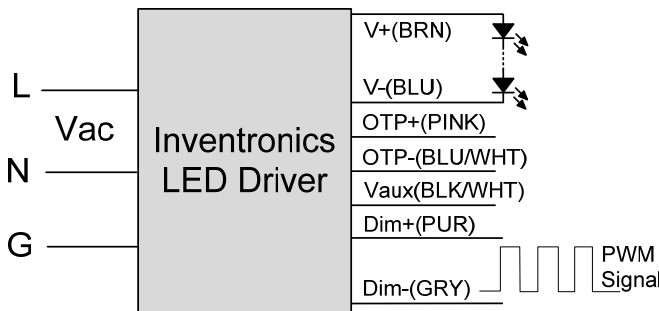 L
Vac
N
G
Inventronics
LED Driver
V+(BRN)
V-(BLU)
OTP+(PINK)
OTP-(BLU/WHT)
Vaux(BLK/WHT)
Dim+(PUR)
Dim-(GRY)
PWM
Signal